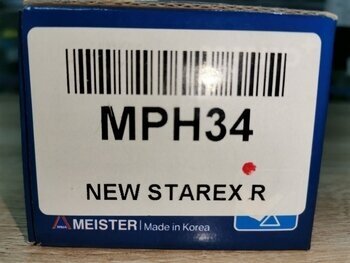 MPH34
NEW STAREX R
MEISTER | Made in Korea